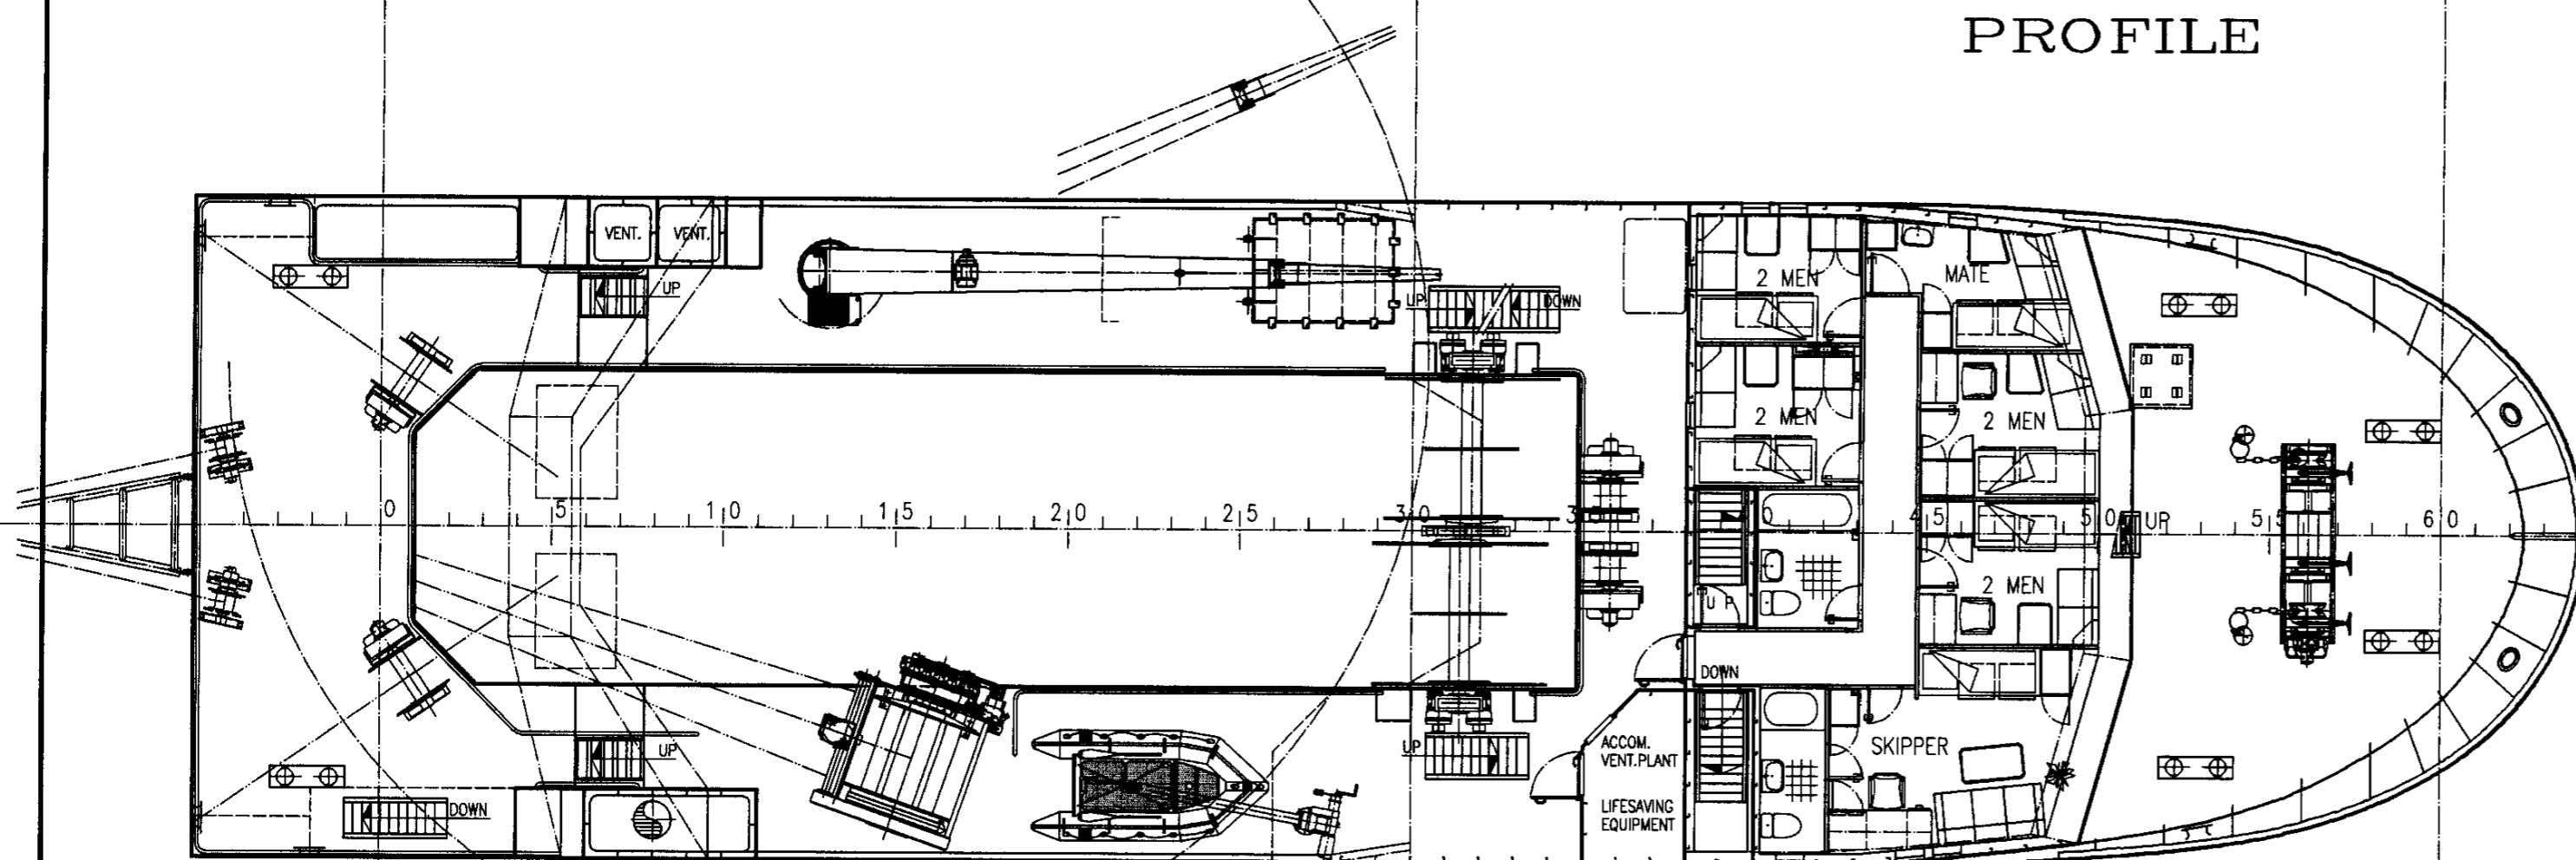 PROFILE
VENT. VENT.
UP
UP DOWN
2 MEN
MATE
2 MEN
2 MEN
0 5 10 15 20 25 30 45 50 UP 55 60
2 MEN
UP
DOWN
UP
UP
SKIPPER
ACCOM.
VENT.PLANT
DOWN
LIFESAVING
EQUIPMENT